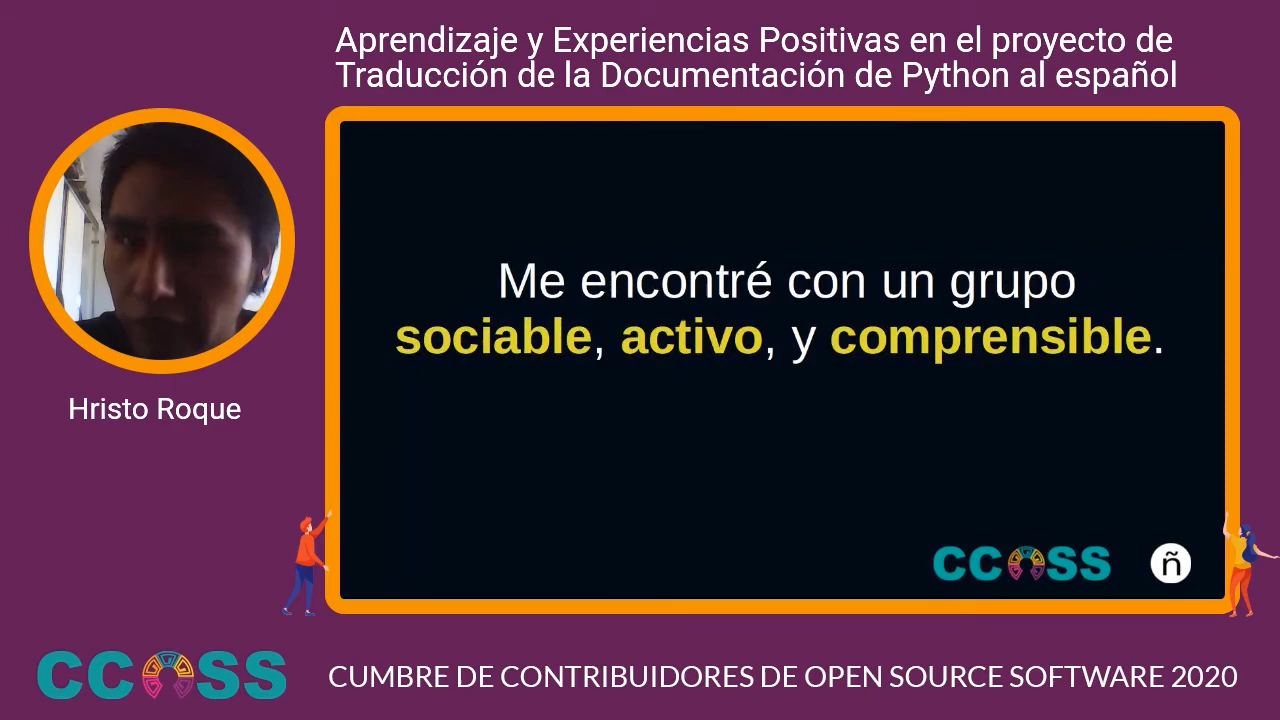 Aprendizaje y Experiencias Positivas en el proyecto de
Traducción de la Documentación de Python al español
Me encontré con un grupo
sociable, activo, y comprensible.
Hristo Roque
CCOSS
ñ
CCOSS
CUMBRE DE CONTRIBUIDORES DE OPEN SOURCE SOFTWARE 2020